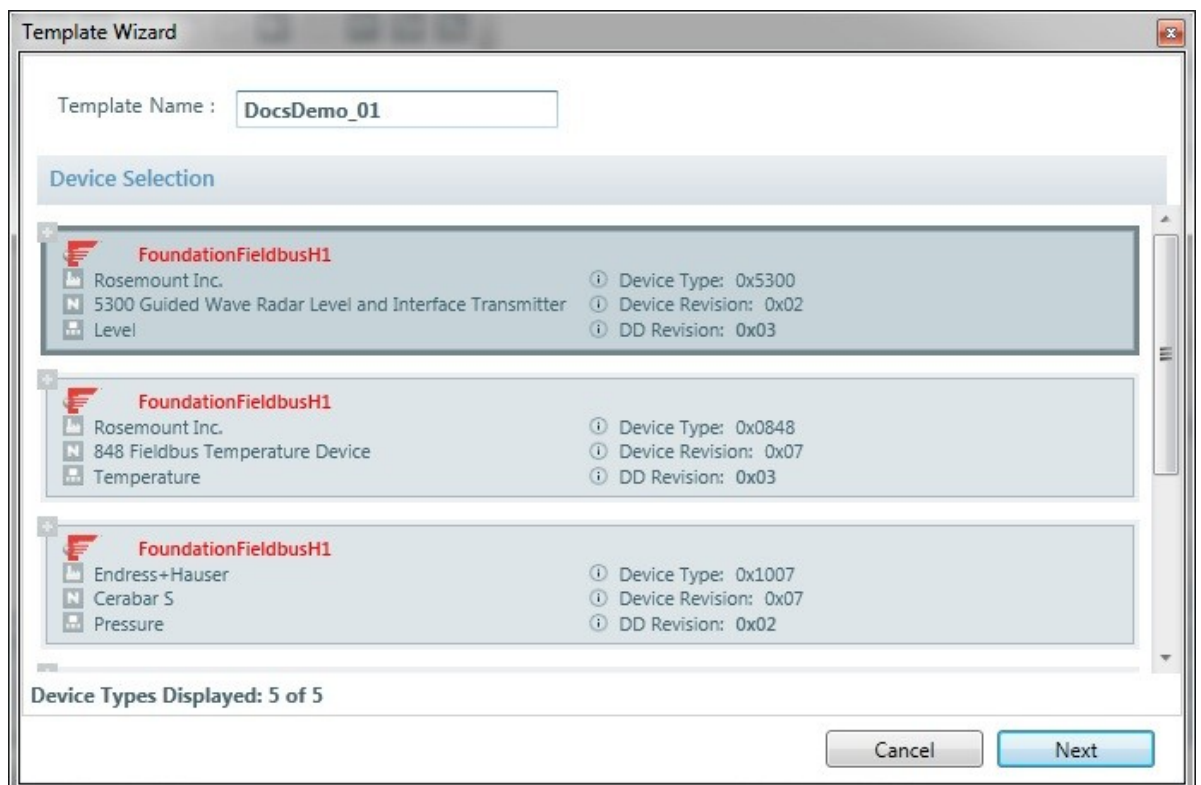 Template Wizard
Template Name :
DocsDemo_01
Device Selection
FoundationFieldbusH1
Rosemount Inc.
Device Type: 0x5300
5300 Guided Wave Radar Level and Interface Transmitter
Device Revision: 0x02
Level
DD Revision: 0x03
FoundationFieldbusH1
Rosemount Inc.
Device Type: 0x0848
848 Fieldbus Temperature Device
Device Revision: 0x07
Temperature
DD Revision: 0x03
FoundationFieldbusH1
Endress+Hauser
Device Type: 0x1007
Cerabar S
Device Revision: 0x07
Pressure
DD Revision: 0x02
Device Types Displayed: 5 of 5
Cancel
Next